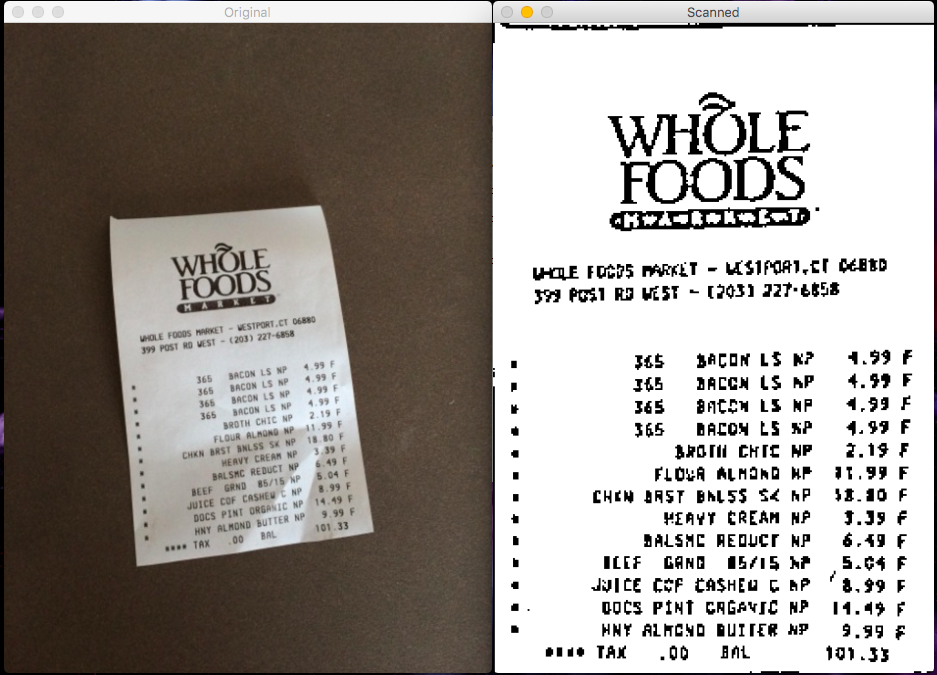 Original
WHOLE
FOODS
MARKET
WHOLE FOODS MARKET - WESTPORT,CT 06880
399 POST RD WEST - (203) 227-6858
365 BACON LS NP 4.99 F
365 BACON LS NP 4.99 F
365 BACON LS NP 4.99 F
365 BACON LS NP 4.99 F
BROTH CHIC NP 2.19 F
FLOUR ALMOND NP 11.99 F
CHKN BRST BNLSS SK NP 18.80 F
HEAVY CREAM NP 3.39 F
BALSMC REDUCT NP 6.49 F
BEEF GRND 85/15 NP 5.04 F
JUICE COF CASHEW C NP 8.99 F
DOCS PINT ORGANIC NP 14.49 F
HNY ALMOND BUTTER NP 9.99 F
**** TAX .00 BAL 101.33
Scanned
WHOLE
FOODS
MARKET
WHOLE FOODS MARKET - WESTPORT,CT 06880
399 POST RD WEST - (203) 227-6858
365 BACON LS NP 4.99 F
365 BACON LS NP 4.99 F
365 BACON LS NP 4.99 F
365 BACON LS NP 4.99 F
BROTH CHIC NP 2.19 F
FLOUR ALMOND NP 11.99 F
CHKN BRST BNLSS SK NP 18.80 F
HEAVY CREAM NP 3.39 F
BALSMC REDUCT NP 6.49 F
BEEF GRND 85/15 NP 5.04 F
JUICE COF CASHEW C NP 8.99 F
DOCS PINT ORGANIC NP 14.49 F
HNY ALMOND BUTTER NP 9.99 F
**** TAX .00 BAL 101.33